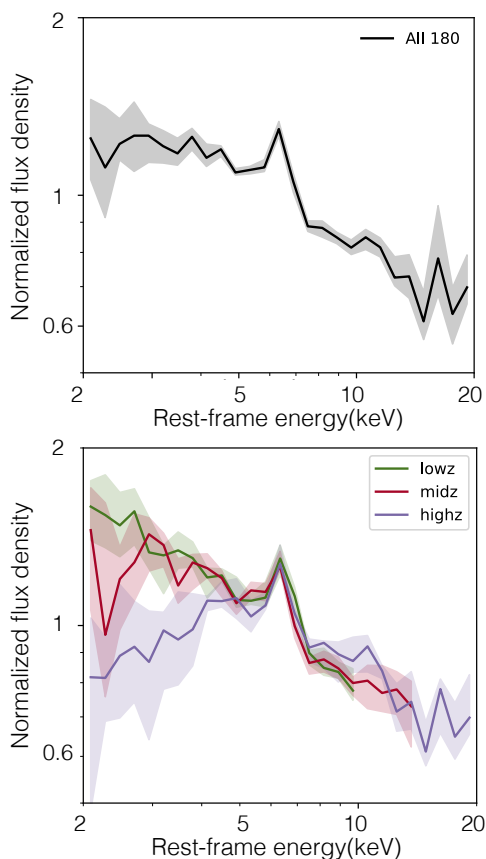 2
All 180
Normalized flux density
1
0.6
2
5
10
20
Rest-frame energy(keV)
2
lowz
midz
highz
Normalized flux density
1
0.6
2
5
10
20
Rest-frame energy(keV)